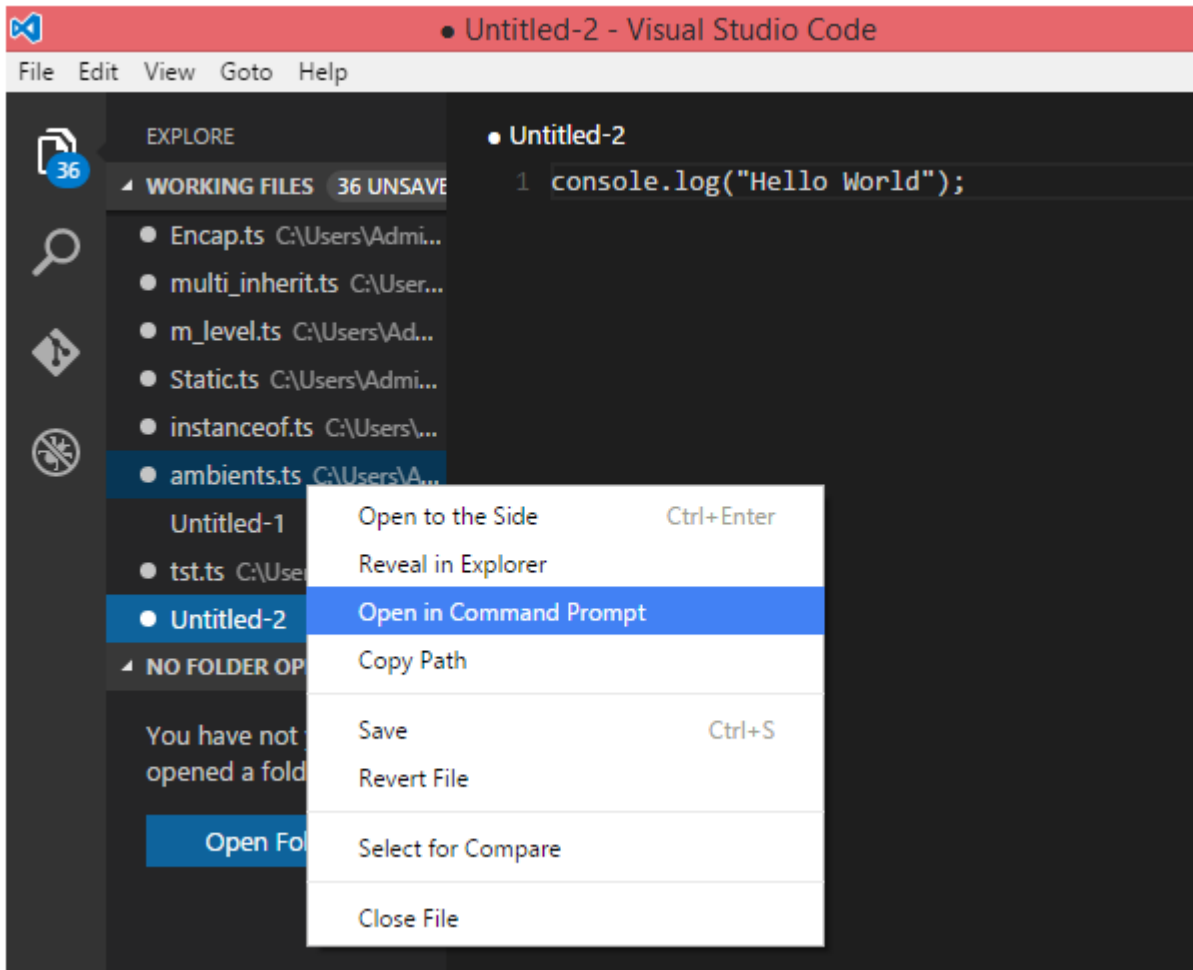 ● Untitled-2 - Visual Studio Code
File Edit View Goto Help
EXPLORE
36
WORKING FILES 36 UNSAVE
● Encap.ts C:\Users\Admi...
● multi_inherit.ts C:\User...
● m_level.ts C:\Users\Ad...
● Static.ts C:\Users\Admi...
● instanceof.ts C:\Users\...
● ambients.ts C:\Users\A...
Untitled-1
● tst.ts C:\User
● Untitled-2
NO FOLDER OP
You have not
opened a fold
Open Fol
● Untitled-2
1 console.log("Hello World");
Open to the Side Ctrl+Enter
Reveal in Explorer
Open in Command Prompt
Copy Path
Save Ctrl+S
Revert File
Select for Compare
Close File